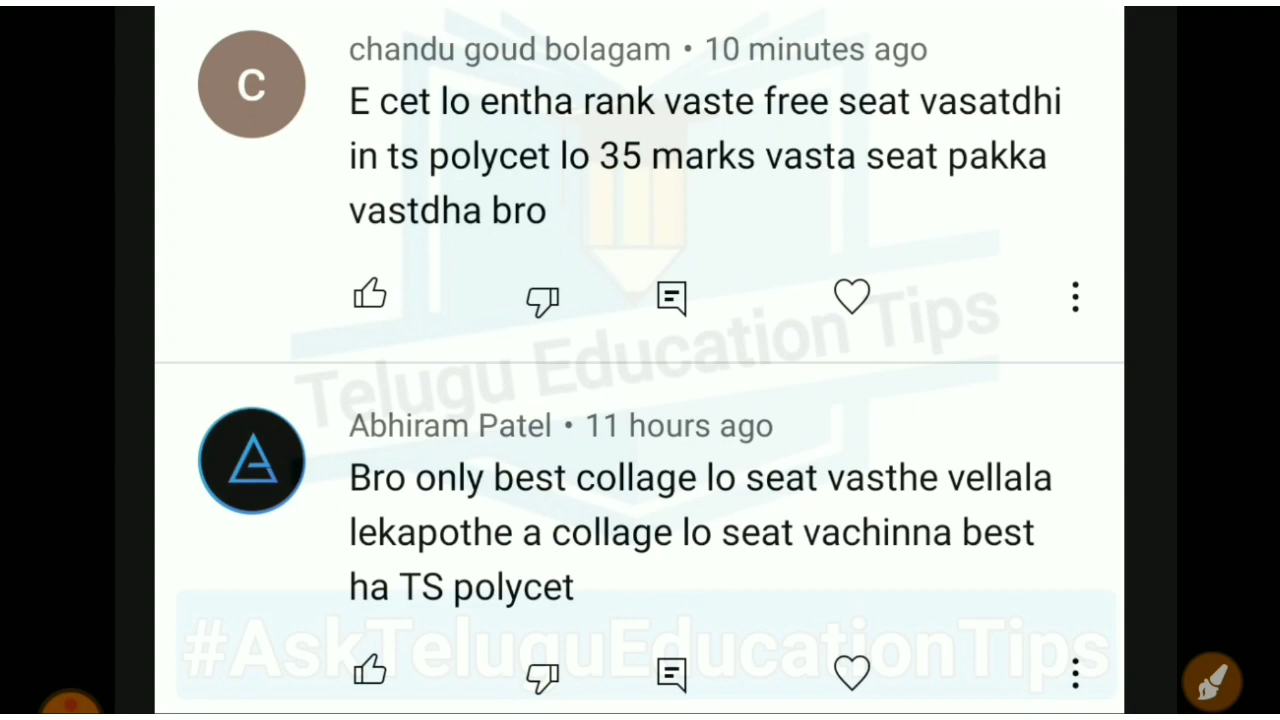 C
chandu goud bolagam • 10 minutes ago
E cet lo entha rank vaste free seat vasatdhi
in ts polycet lo 35 marks vasta seat pakka
vastdha bro
Telugu Education Tips
Abhiram Patel • 11 hours ago
Bro only best collage lo seat vasthe vellala
lekapothe a collage lo seat vachinna best
ha TS polycet
#AskTeluguEducationTips